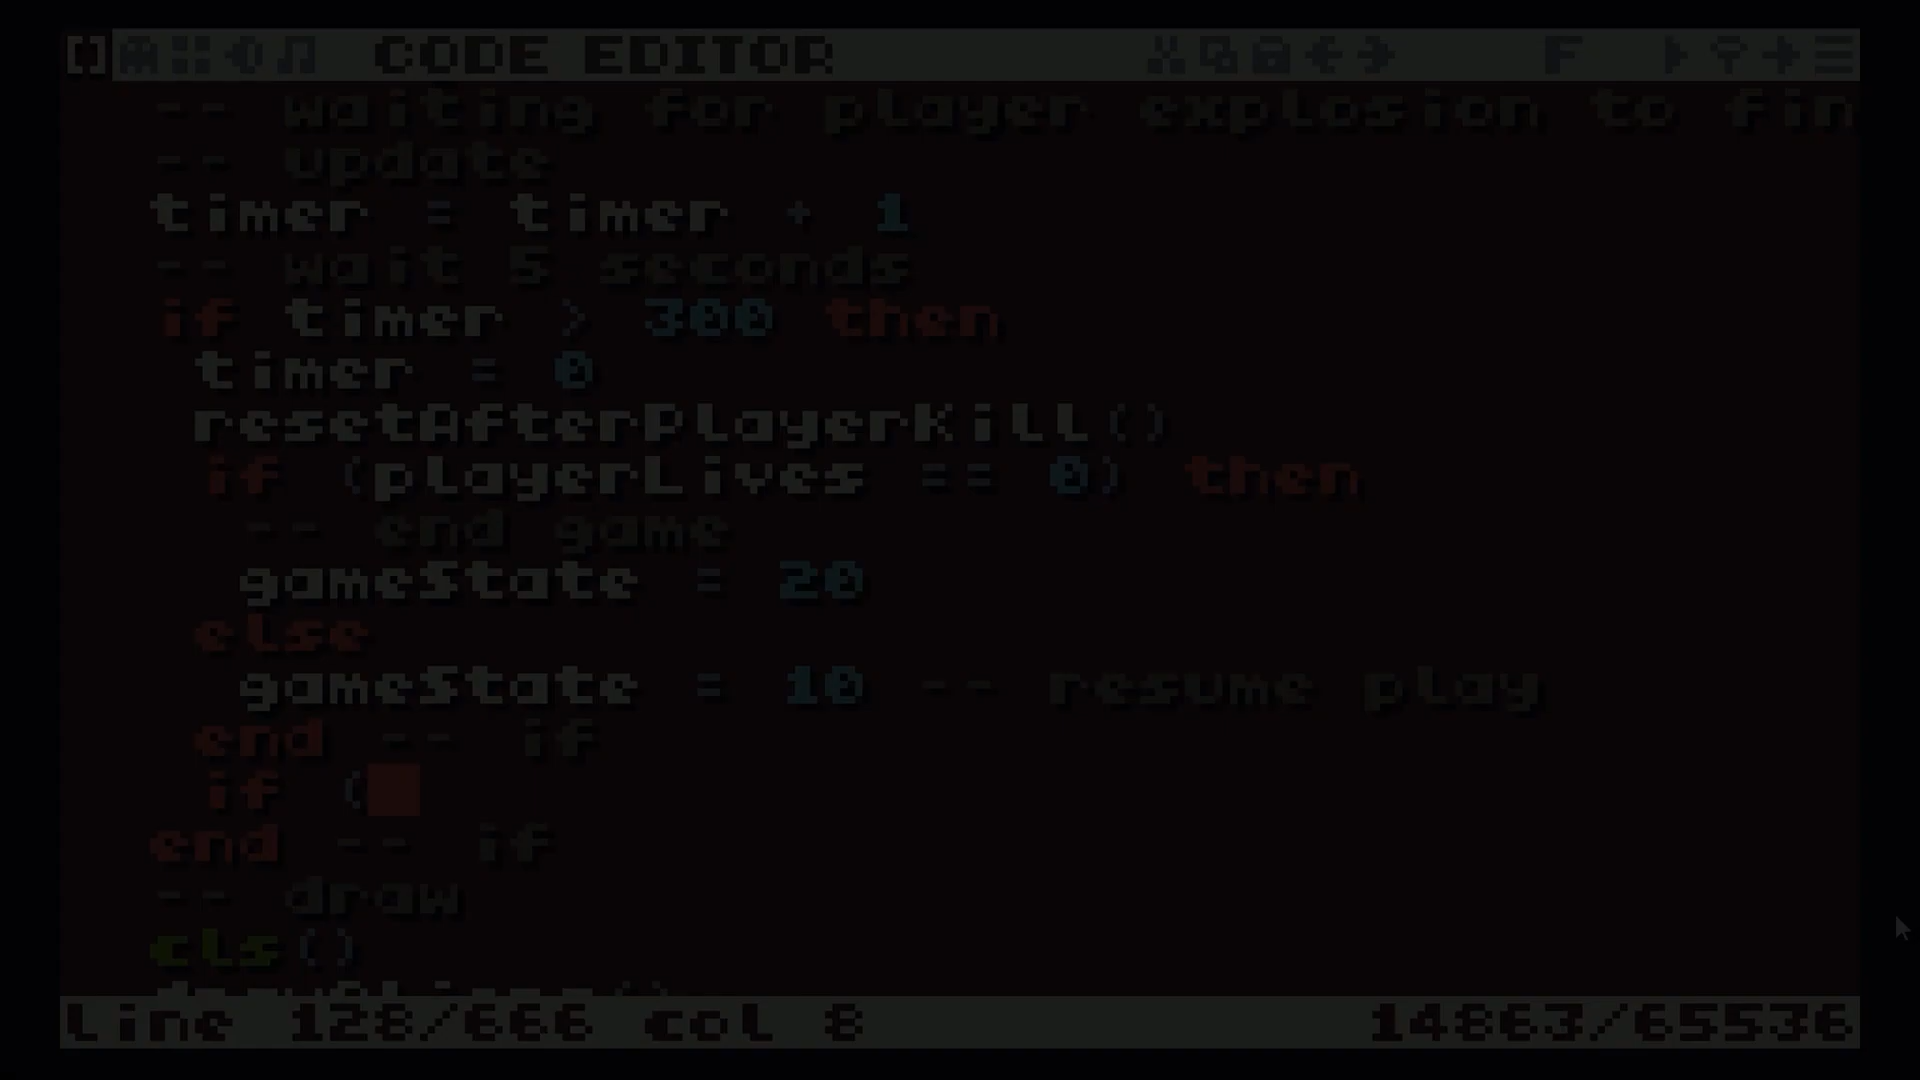 CODE EDITOR F
-- waiting for player explosion to fin
-- update
timer = timer + 1
-- wait 5 seconds
if timer > 300 then
timer = 0
resetAfterPlayerKill()
if (playerLives == 0) then
-- end game
gameState = 20
else
gameState = 10 -- resume play
end -- if
if (
end -- if
-- draw
cls()
line 128/666 col 8 14863/65536